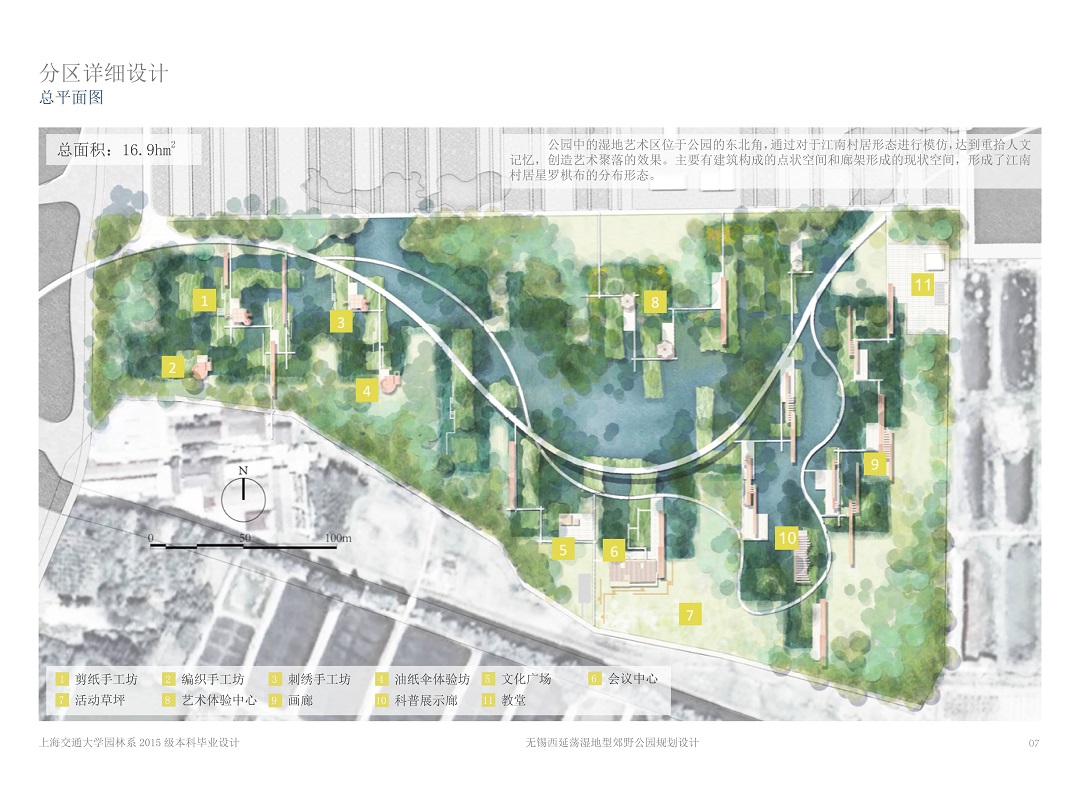 分区详细设计
总平面图
总面积：16.9hm²
公园中的湿地艺术区位于公园的东北角，通过对于江南村居形态进行模仿，达到重拾人文
记忆，创造艺术聚落的效果。主要有建筑构成的点状空间和廊架形成的现状空间，形成了江南
村居星罗棋布的分布形态。
11
1
8
3
2
4
9
10
5
6
7
N
0 50 100m
1 剪纸手工坊 2 编织手工坊 3 刺绣手工坊 4 油纸伞体验坊 5 文化广场 6 会议中心
7 活动草坪 8 艺术体验中心 9 画廊 10 科普展示廊 11 教堂
上海交通大学园林系 2015 级本科毕业设计 无锡西延荡湿地型郊野公园规划设计 07